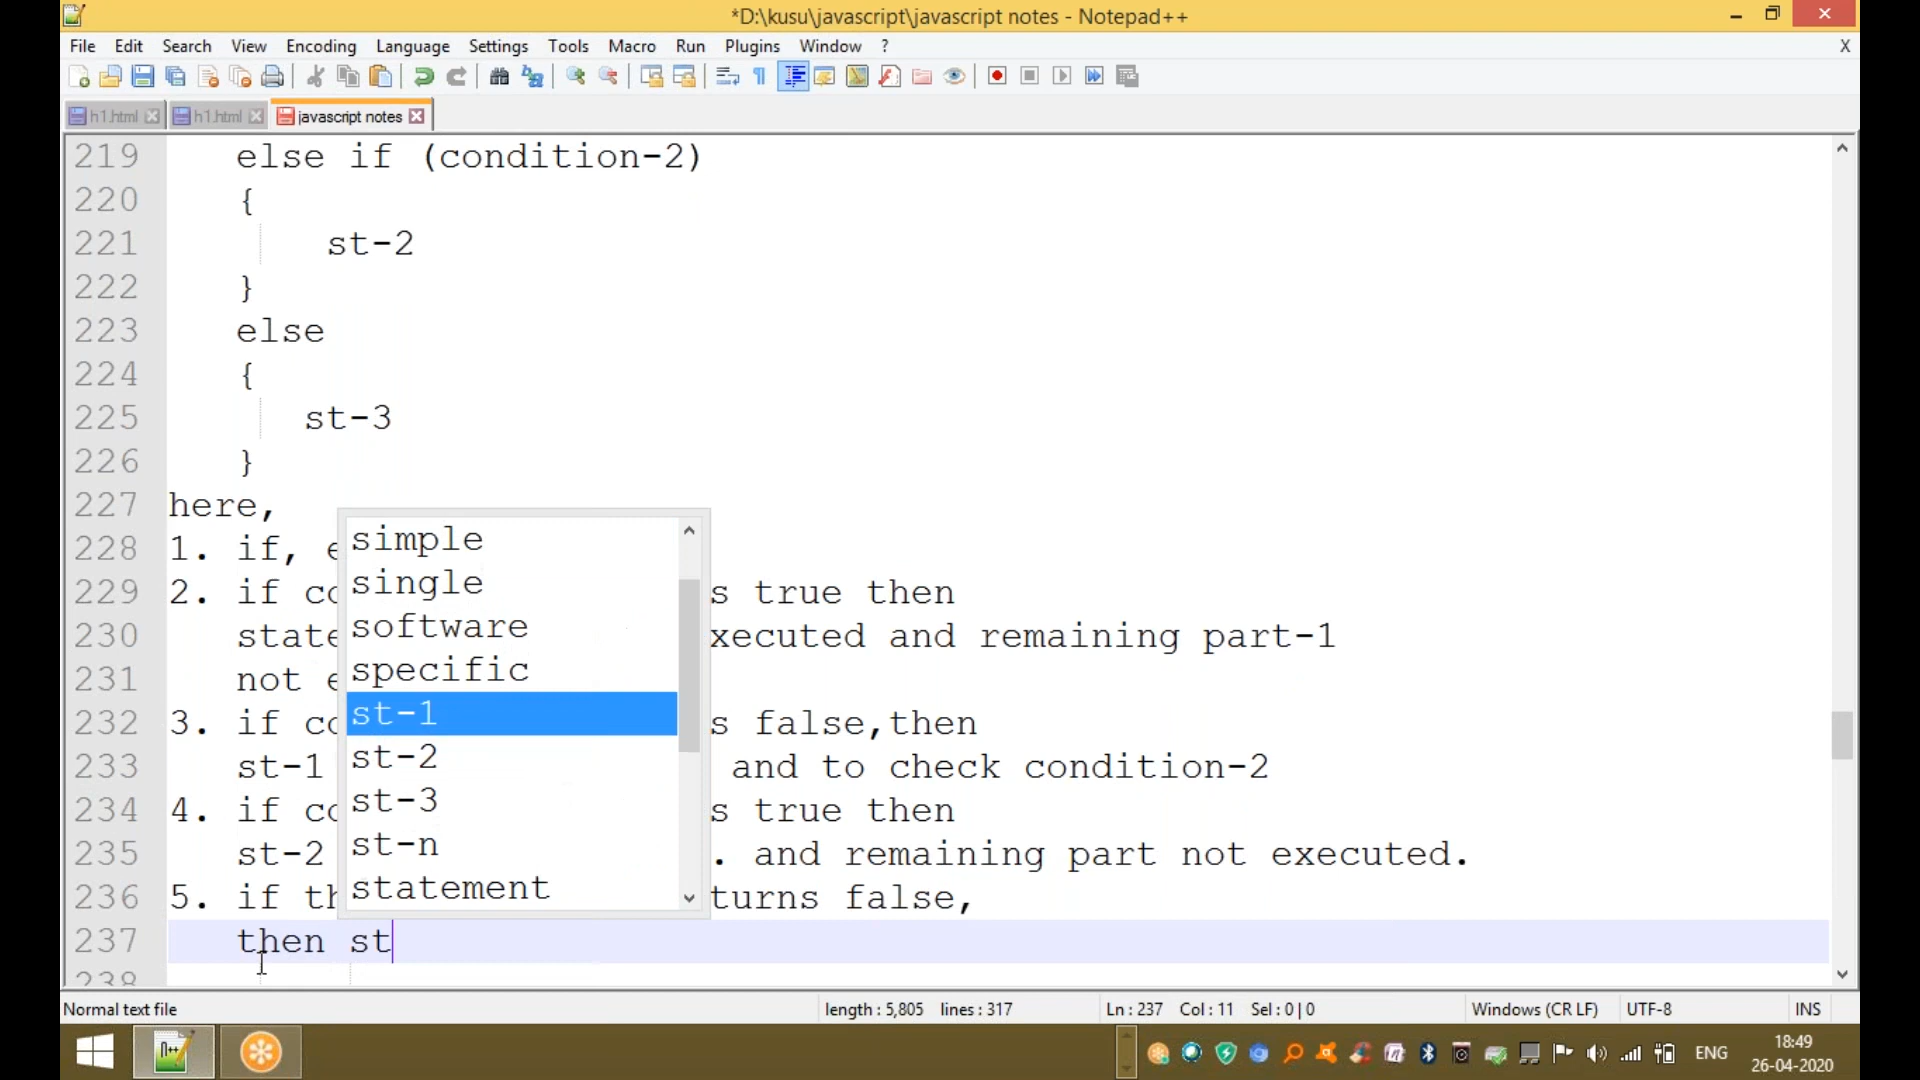 *D:\kusu\javascript\javascript notes - Notepad++
File Edit Search View Encoding Language Settings Tools Macro Run Plugins Window ? X
h1.html h1.html javascript notes
219 else if (condition-2)
220 {
221 st-2
222 }
223 else
224 {
225 st-3
226 }
227 here,
228 1. if, e
229 2. if co s true then
230 state xecuted and remaining part-1
231 not e
232 3. if co s false,then
233 st-1 and to check condition-2
234 4. if co s true then
235 st-2 . and remaining part not executed.
236 5. if th turns false,
237 then st
238
simple
single
software
specific
st-1
st-2
st-3
st-n
statement
Normal text file length : 5,805 lines : 317 Ln : 237 Col : 11 Sel : 0 | 0 Windows (CR LF) UTF-8 INS
ENG 18:49
26-04-2020